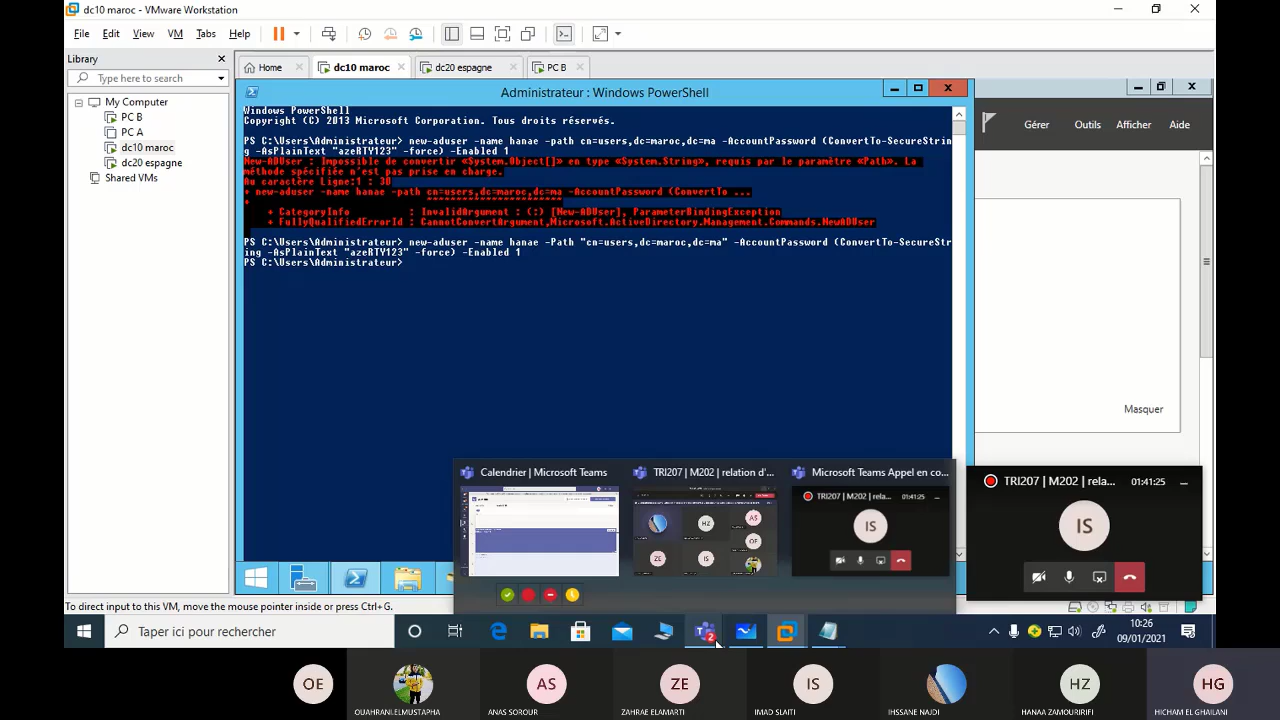 dc10 maroc - VMware Workstation
File Edit View VM Tabs Help
Library
Type here to search
My Computer
PC B
PC A
dc10 maroc
dc20 espagne
Shared VMs
Home
dc10 maroc
dc20 espagne
PC B
Administrateur : Windows PowerShell
Windows PowerShell
Copyright (C) 2013 Microsoft Corporation. Tous droits réservés.
PS C:\Users\Administrateur> new-aduser -name hanae -path cn=users,dc=maroc,dc=ma -AccountPassword (ConvertTo-SecureStrin
g -AsPlainText "azeRTY123" -force) -Enabled 1
New-ADUser : Impossible de convertir «System.Object[]» en type «System.String», requis par le paramètre «Path». La
méthode spécifiée n'est pas prise en charge.
Au caractère Ligne:1 : 30
+ new-aduser -name hanae -path cn=users,dc=maroc,dc=ma -AccountPassword (ConvertTo ...
+ ~~~~~~~~~~~~~~~~~~~~~~~
+ CategoryInfo : InvalidArgument : (:) [New-ADUser], ParameterBindingException
+ FullyQualifiedErrorId : CannotConvertArgument,Microsoft.ActiveDirectory.Management.Commands.NewADUser
PS C:\Users\Administrateur> new-aduser -name hanae -Path "cn=users,dc=maroc,dc=ma" -AccountPassword (ConvertTo-SecureStr
ing -AsPlainText "azeRTY123" -force) -Enabled 1
PS C:\Users\Administrateur>
Gérer Outils Afficher Aide
Masquer
Calendrier | Microsoft Teams
TRI207 | M202 | relation d'...
Microsoft Teams Appel en co...
HZ
AS
OF
ZE
IS
TRI207 | M202 | rela... 01:41:25
IS
TRI207 | M202 | rela... 01:41:25
IS
To direct input to this VM, move the mouse pointer inside or press Ctrl+G.
Taper ici pour rechercher
2
10:26
09/01/2021
OE
OUAHRANI.ELMUSTAPHA
AS
ANAS SOROUR
ZE
ZAHRAE ELAMARTI
IS
IMAD SLAITI
IHSSANE NAJDI
HZ
HANAA ZAMOURIRFI
HG
HICHAM EL GHAILANI